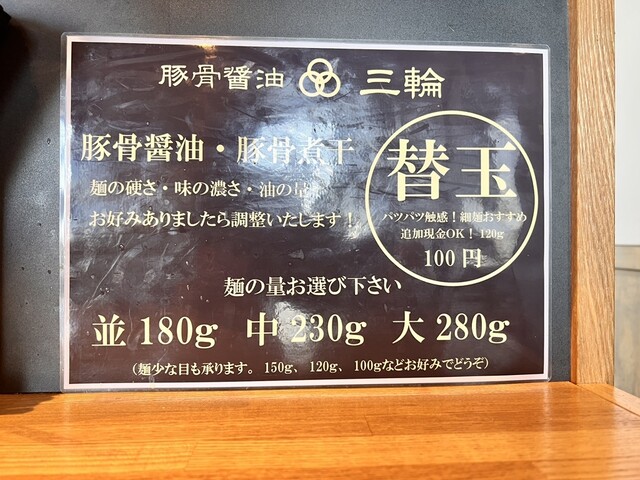 豚骨醤油 三輪
豚骨醤油・豚骨煮干
麺の硬さ・味の濃さ・油の量
お好みありましたら調整いたします！
替玉
パツパツ触感！細麺おすすめ
追加現金OK！ 120g
100円
麺の量お選び下さい
並 180g 中 230g 大 280g
（麺少な目も承ります。 150g、 120g、 100gなどお好みでどうぞ）